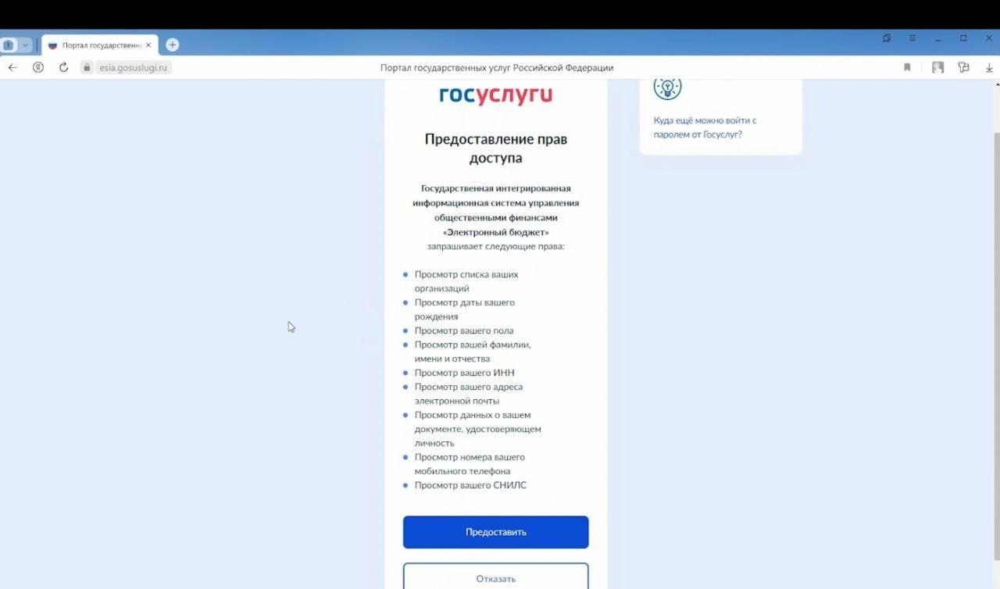 1
Портал государствен
esia.gosuslugi.ru
Портал государственных услуг Российской Федерации
госуслуги
Куда ещё можно войти с
паролем от Госуслуг?
Предоставление прав
доступа
Государственная интегрированная
информационная система управления
общественными финансами
«Электронный бюджет»
запрашивает следующие права:
Просмотр списка ваших
организаций
Просмотр даты вашего
рождения
Просмотр вашего пола
Просмотр вашей фамилии,
имени и отчества
Просмотр вашего ИНН
Просмотр вашего адреса
электронной почты
Просмотр данных о вашем
документе, удостоверяющем
личность
Просмотр номера вашего
мобильного телефона
Просмотр вашего СНИЛС
Предоставить
Отказать